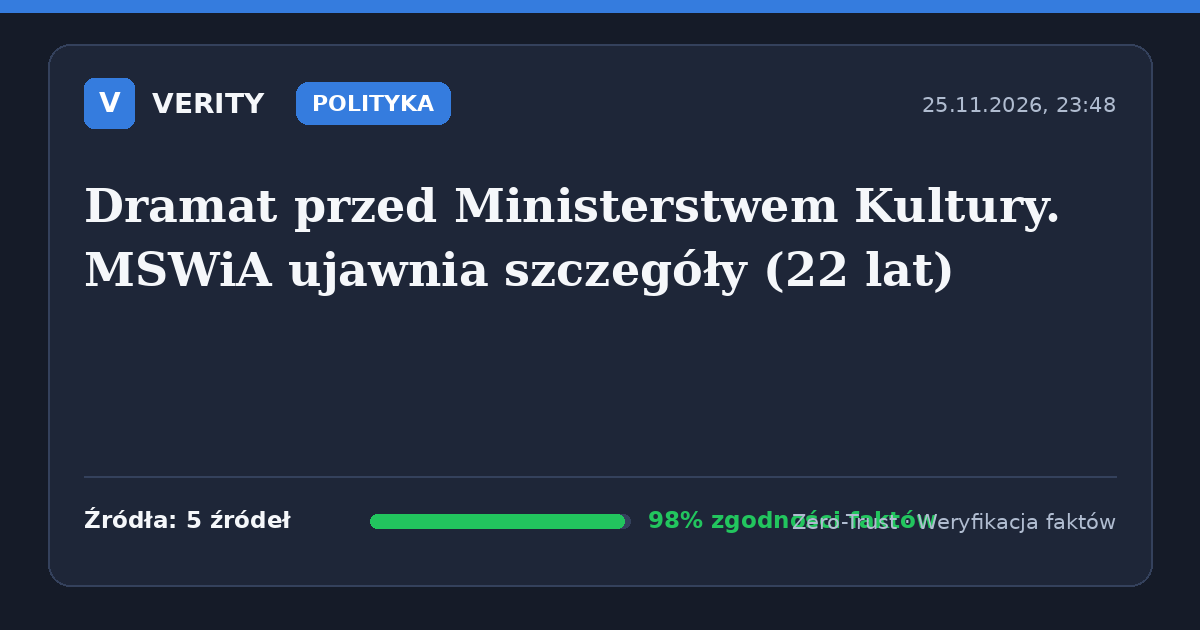 V VERITY POLITYKA 25.11.2026, 23:48
Dramat przed Ministerstwem Kultury.
MSWiA ujawnia szczegóły (22 lat)
Źródła: 5 źródeł 98% zgodności faktów Zero-Trust · Weryfikacja faktów